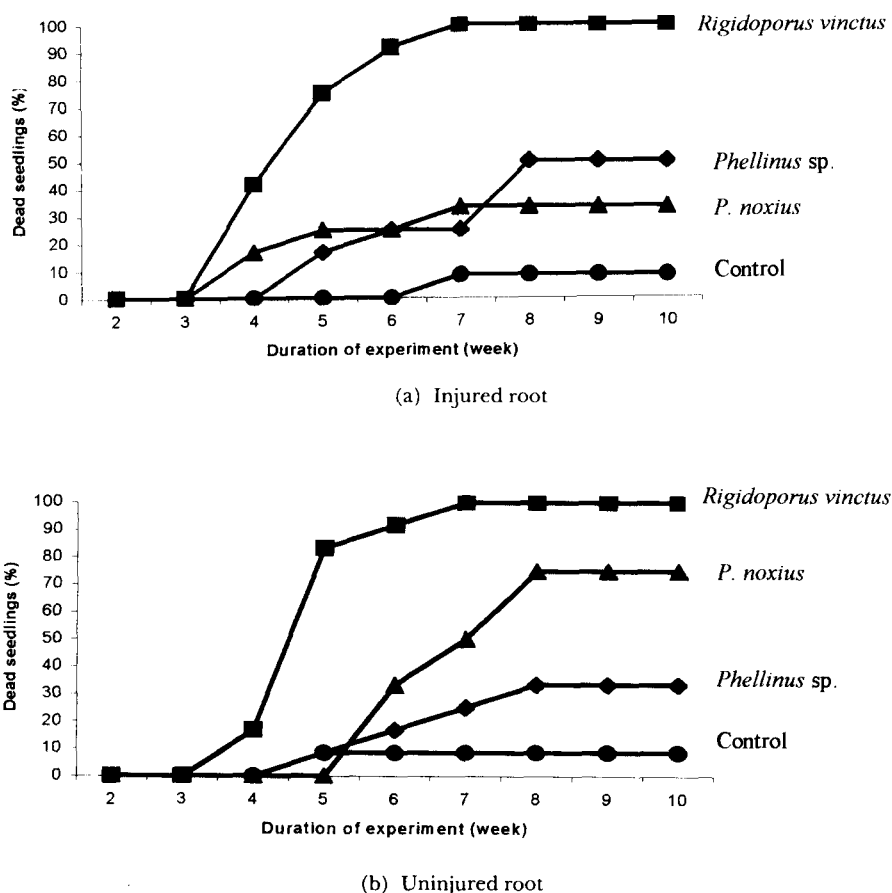 100
90
80
70
60
50
40
30
20
10
0
Dead seedlings (%)
Rigidoporus vinctus
Phellinus sp.
P. noxius
Control
2 3 4 5 6 7 8 9 10
Duration of experiment (week)
(a) Injured root
100
90
80
70
60
50
40
30
20
10
0
Dead seedlings (%)
Rigidoporus vinctus
P. noxius
Phellinus sp.
Control
2 3 4 5 6 7 8 9 10
Duration of experiment (week)
(b) Uninjured root